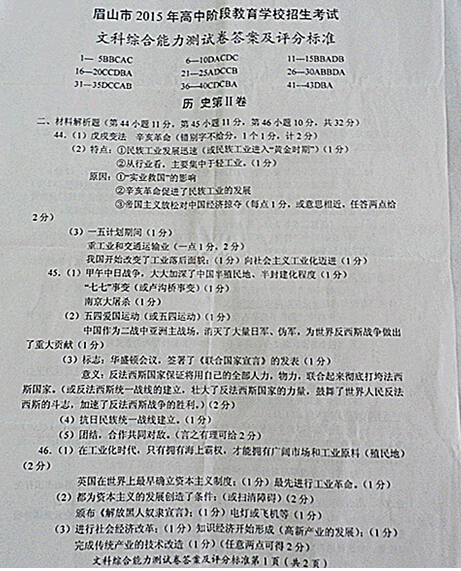 眉山市 2015 年高中阶段教育学校招生考试
文科综合能力测试卷答案及评分标准
1—5BBCAC 6—10DACDC 11—15BBADB
16—20CCDBA 21—25ADCCB 26—30ABBDA
31—35DCCAB 36—40CDCBA 41—43DBA
历 史第Ⅱ卷
二、材料解析题(第 44 小题 11 分,第 45 小题 11 分,第 46 小题 10 分,共 32 分)
44.(1)戊戌变法 辛亥革命(错别字不给分,1 个 1 分,计 2 分)
(2)特点:①民族工业发展迅速(或民族工业进入“黄金时期”)(1 分)
②从行业看,主要集中于轻工业。(1 分)
原因:①“实业救国”的影响
②辛亥革命促进了民族工业的发展
③帝国主义放松对中国经济掠夺(每点 1 分,或意思相近,任答两点给
2 分)
(3)一五计划期间(1 分)
重工业和交通运输业(一点 1 分,2 分)
我国开始改变了工业落后面貌;(1 分)向社会主义工业化迈进(1 分)
45.(1)甲午中日战争,大大加深了中国半殖民地、半封建化程度(1 分)
“七七”事变(或卢沟桥事变)(1 分)
南京大屠杀(1 分)
(2)五四爱国运动(或五四运动)(1 分)
中国作为二战中亚洲主战场,消灭了大量日军、伪军,为世界反西斯战争做出
了重大贡献(1 分)
(3)标志:华盛顿会议,签署了《联合国家宣言》的发表(1 分)
意义:反法西斯国家保证将用自己的全部人力,物力,联合起来彻底打垮法西
斯国家。(或反法西斯统一战线的建立,壮大了反法西斯国家的力量,鼓舞了世界人民反法
西斯的斗志,加速了反法西斯战争的胜利。)(2 分)
(4)抗日民族统一战线建立。(1 分)
(5)团结,合作共同对敌。(言之有理可给 2 分)
46.(1)在工业化时代,只有拥有海上霸权,才能拥有广阔市场和工业原料(殖民地)
(2 分)
英国在世界上最早确立资本主义制度;(1 分)最先进行工业革命。(1 分)
(2)都为资本主义的发展创造了条件;(或扫清障碍)(2 分)
颁布《解放黑人奴隶宣言》;(1 分)电灯或飞机等(1 分)
(3)进行社会经济改革;(1 分)知识经济开始形成(高新产业的发展);(1 分)
完成传统产业的技术改造(1 分)(任意两点可得 2 分)
文科综合能力测试卷答案及评分标准第 1 页(共 2 页)